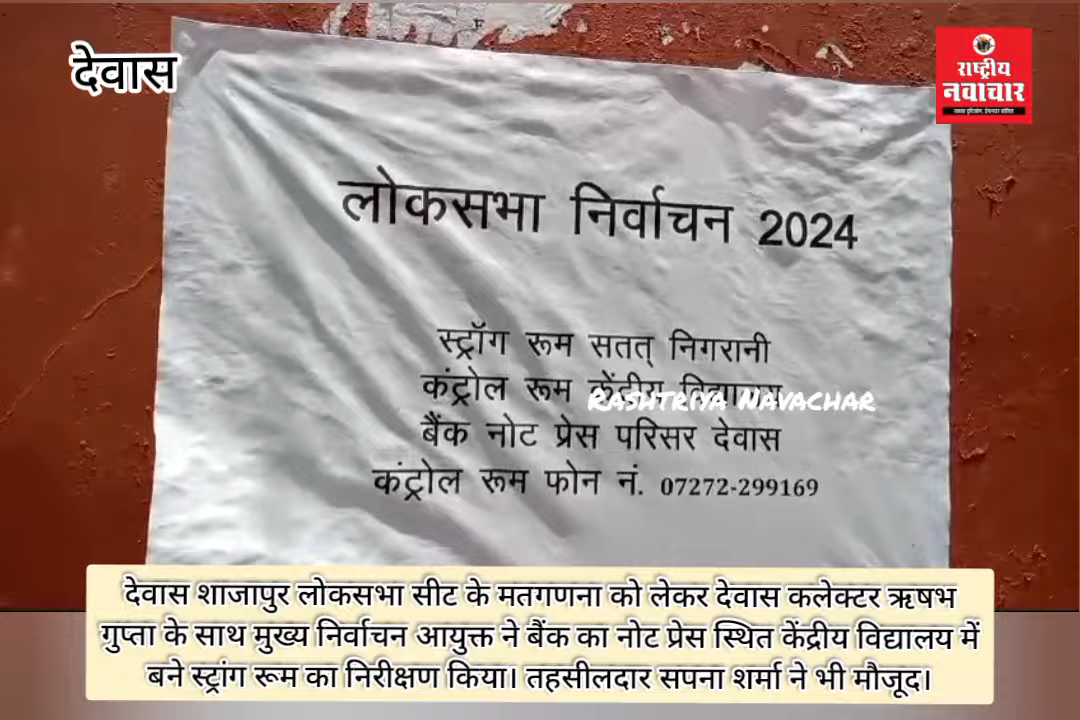 देवास
राष्ट्रीय
नवाचार
लोकसभा निर्वाचन 2024
स्ट्रॉग रूम सतत् निगरानी
कंट्रोल रूम केंद्रीय विद्यालय
RASHTRIYA NAVACHAR
बैंक नोट प्रेस परिसर देवास
कंट्रोल रूम फोन नं. 07272-299169
देवास शाजापुर लोकसभा सीट के मतगणना को लेकर देवास कलेक्टर ऋषभ
गुप्ता के साथ मुख्य निर्वाचन आयुक्त ने बैंक का नोट प्रेस स्थित केंद्रीय विद्यालय में
बने स्ट्रांग रूम का निरीक्षण किया। तहसीलदार सपना शर्मा ने भी मौजूद।